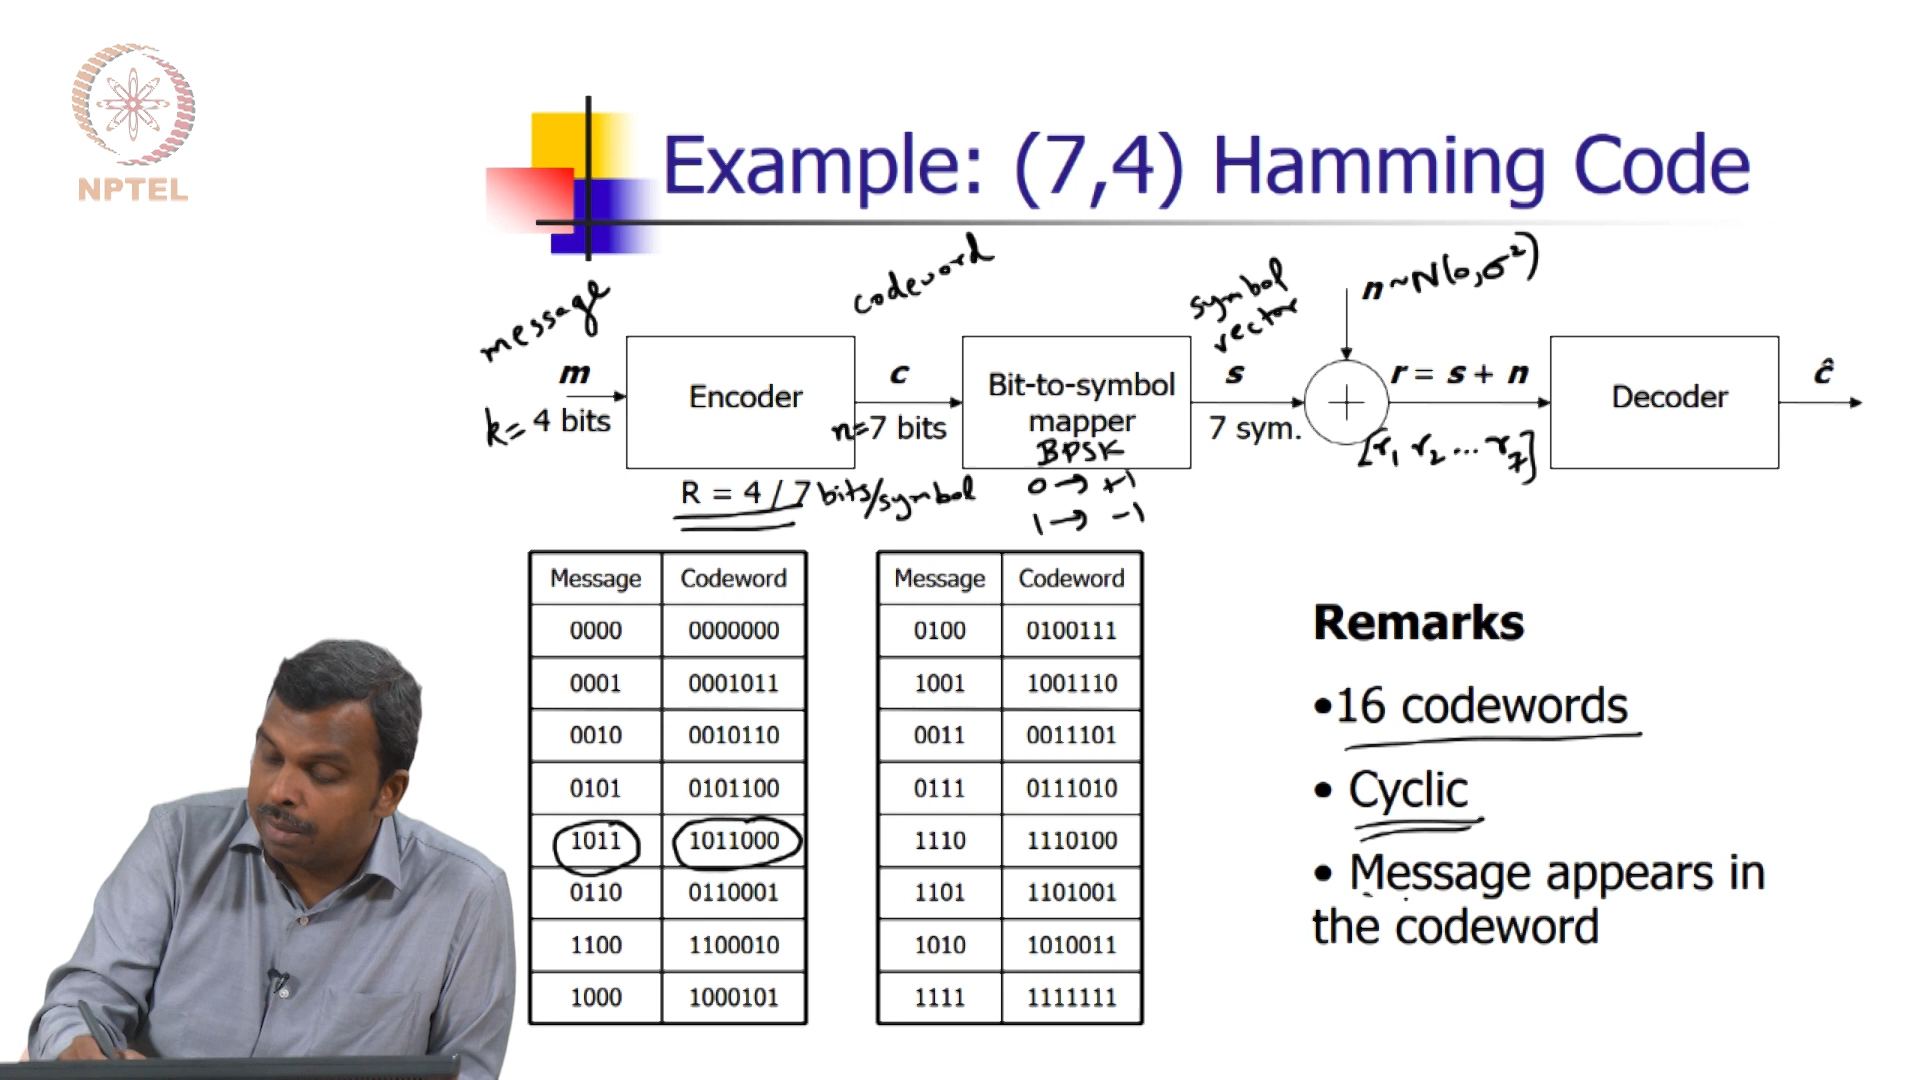 NPTEL
Example: (7,4) Hamming Code
message
codeword
symbol
vector
n~N(0,σ²)
m
k= 4 bits
Encoder
c
n=7 bits
Bit-to-symbol
mapper
BPSK
0→ +1
1→ -1
s
7 sym.
r = s + n
[r₁ r₂ ... r₇]
Decoder
ĉ
R = 4 / 7 bits/symbol
Message Codeword
0000 0000000
0001 0001011
0010 0010110
0101 0101100
1011 1011000
0110 0110001
1100 1100010
1000 1000101
Message Codeword
0100 0100111
1001 1001110
0011 0011101
0111 0111010
1110 1110100
1101 1101001
1010 1010011
1111 1111111
Remarks
•16 codewords
• Cyclic
• Message appears in
the codeword